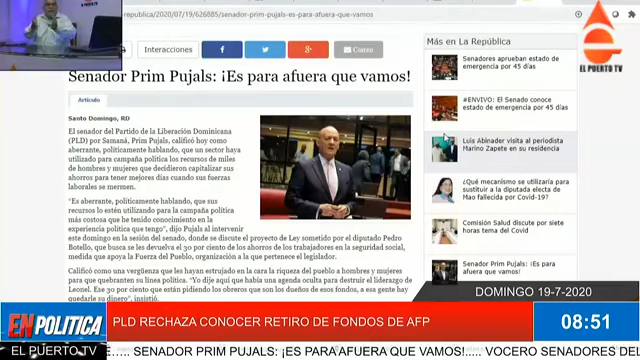 EL PUERTO TV
republica/2020/07/19/626885/senador-prim-pujals-es-para-afuera-que-vamos
Interacciones
Correo
EL PUERTO TV
Senador Prim Pujals: ¡Es para afuera que vamos!
Artículo
Santo Domingo, RD
El senador del Partido de la Liberación Dominicana
(PLD) por Samaná, Prim Pujals, calificó hoy como
aberrante, politicamente hablando, que un sector haya
utilizado para campaña política los recursos de miles
de hombres y mujeres que decidieron capitalizar sus
ahorros para tener mejores días cuando sus fuerzas
laborales se mermen.
"Es aberrante, políticamente hablando, que
sus recursos lo estén utilizando para la campaña política
más costosa que he tenido conocimiento en la
experiencia política que tengo", dijo Pujals al intervenir
este domingo en la sesión del senado, donde se discute el proyecto de Ley sometido por el diputado Pedro
Botello, que busca se les devuelva el 30 por ciento de los ahorros de los trabajadores en la seguridad social,
medida que apoya la Fuerza del Pueblo, organización a la que pertenece el legislador.
Calificó como una vergüenza que les hayan estrujado en la cara la riqueza del pueblo a hombres y mujeres
para que quebranten su línea política. "Yo dije aquí que había una agenda oculta para destruir el liderazgo de
Leonel. Ese 30 por ciento que están pidiendo los obreros que son los dueños de esos fondos, a esa gente hay
quedarle su dinero", insistió.
Más en La República
Senadores aprueban estado de
emergencia por 45 días
#ENVIVO: El Senado conoce
estado de emergencia por 45 días
Luis Abinader visita al periodista
Marino Zapete en su residencia
¿Qué mecanismo se utilizaría para
sustituir a la diputada electa de
Mao fallecida por Covid-19?
Comisión Salud discute por siete
horas tema del Covid
Senador Prim Pujals: ¡Es para
afuera que vamos!
DOMINGO 19-7-2020
EN POLITICA
PLD RECHAZA CONOCER RETIRO DE FONDOS DE AFP
08:51
EL PUERTO TV
E..... SENADOR PRIM PUJALS: ¡ES PARA AFUERA QUE VAMOS!..... VOCERO SENADORES DEL